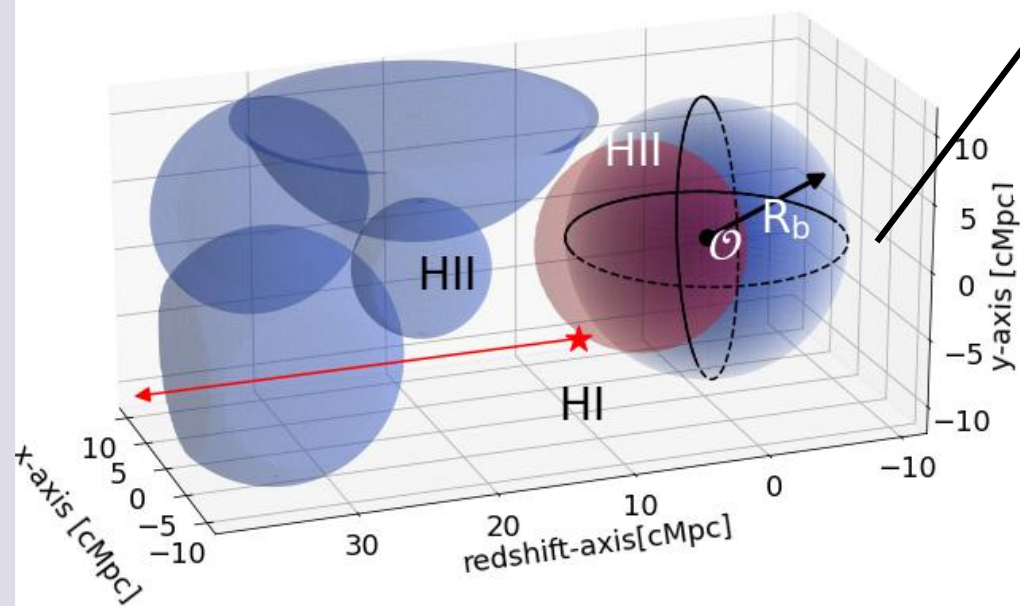 HII
R_b
𝒪
HII
HI
10
5
0
−5
−10
y-axis [cMpc]
10
5
0
−5
−10
x-axis [cMpc]
30
20
10
0
−10
redshift-axis[cMpc]